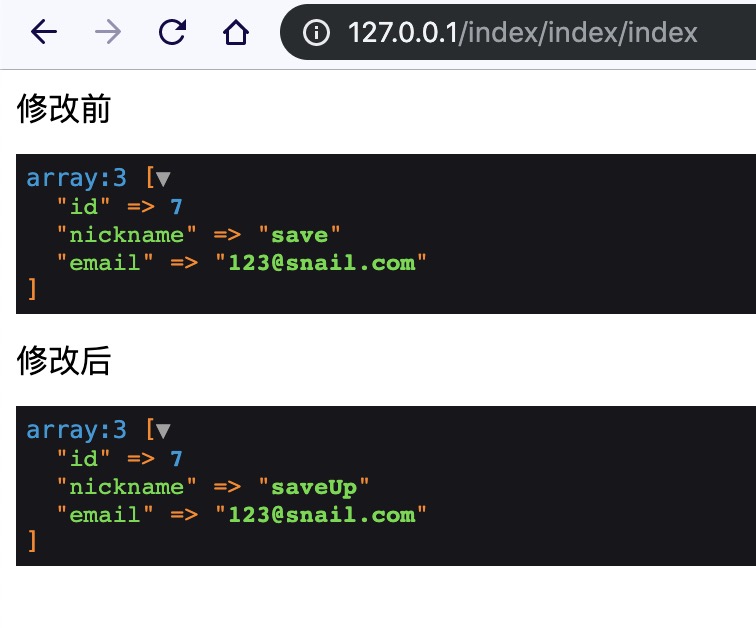 127.0.0.1/index/index/index
修改前
array:3 [▼
  "id" => 7
  "nickname" => "save"
  "email" => "123@snail.com"
]
修改后
array:3 [▼
  "id" => 7
  "nickname" => "saveUp"
  "email" => "123@snail.com"
]